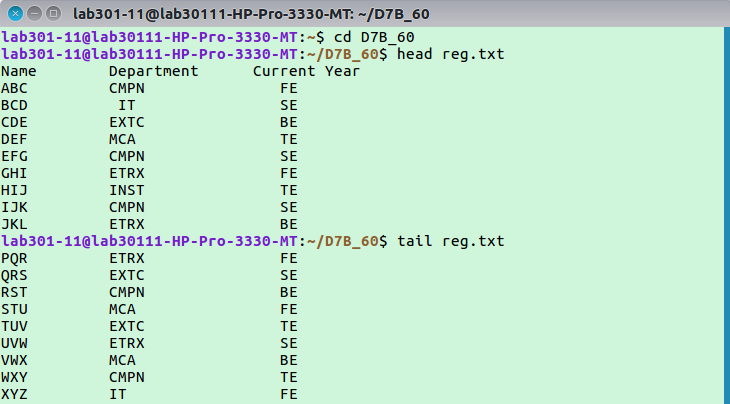 lab301-11@lab30111-HP-Pro-3330-MT: ~/D7B_60
lab301-11@lab30111-HP-Pro-3330-MT:~$ cd D7B_60
lab301-11@lab30111-HP-Pro-3330-MT:~/D7B_60$ head reg.txt
Name        Department      Current Year
ABC         CMPN               FE
BCD          IT                SE
CDE         EXTC               BE
DEF         MCA                TE
EFG         CMPN               SE
GHI         ETRX               FE
HIJ         INST               TE
IJK         CMPN               SE
JKL         ETRX               BE
lab301-11@lab30111-HP-Pro-3330-MT:~/D7B_60$ tail reg.txt
PQR         ETRX               FE
QRS         EXTC               SE
RST         CMPN               BE
STU         MCA                FE
TUV         EXTC               TE
UVW         ETRX               SE
VWX         MCA                BE
WXY         CMPN               TE
XYZ         IT                 FE